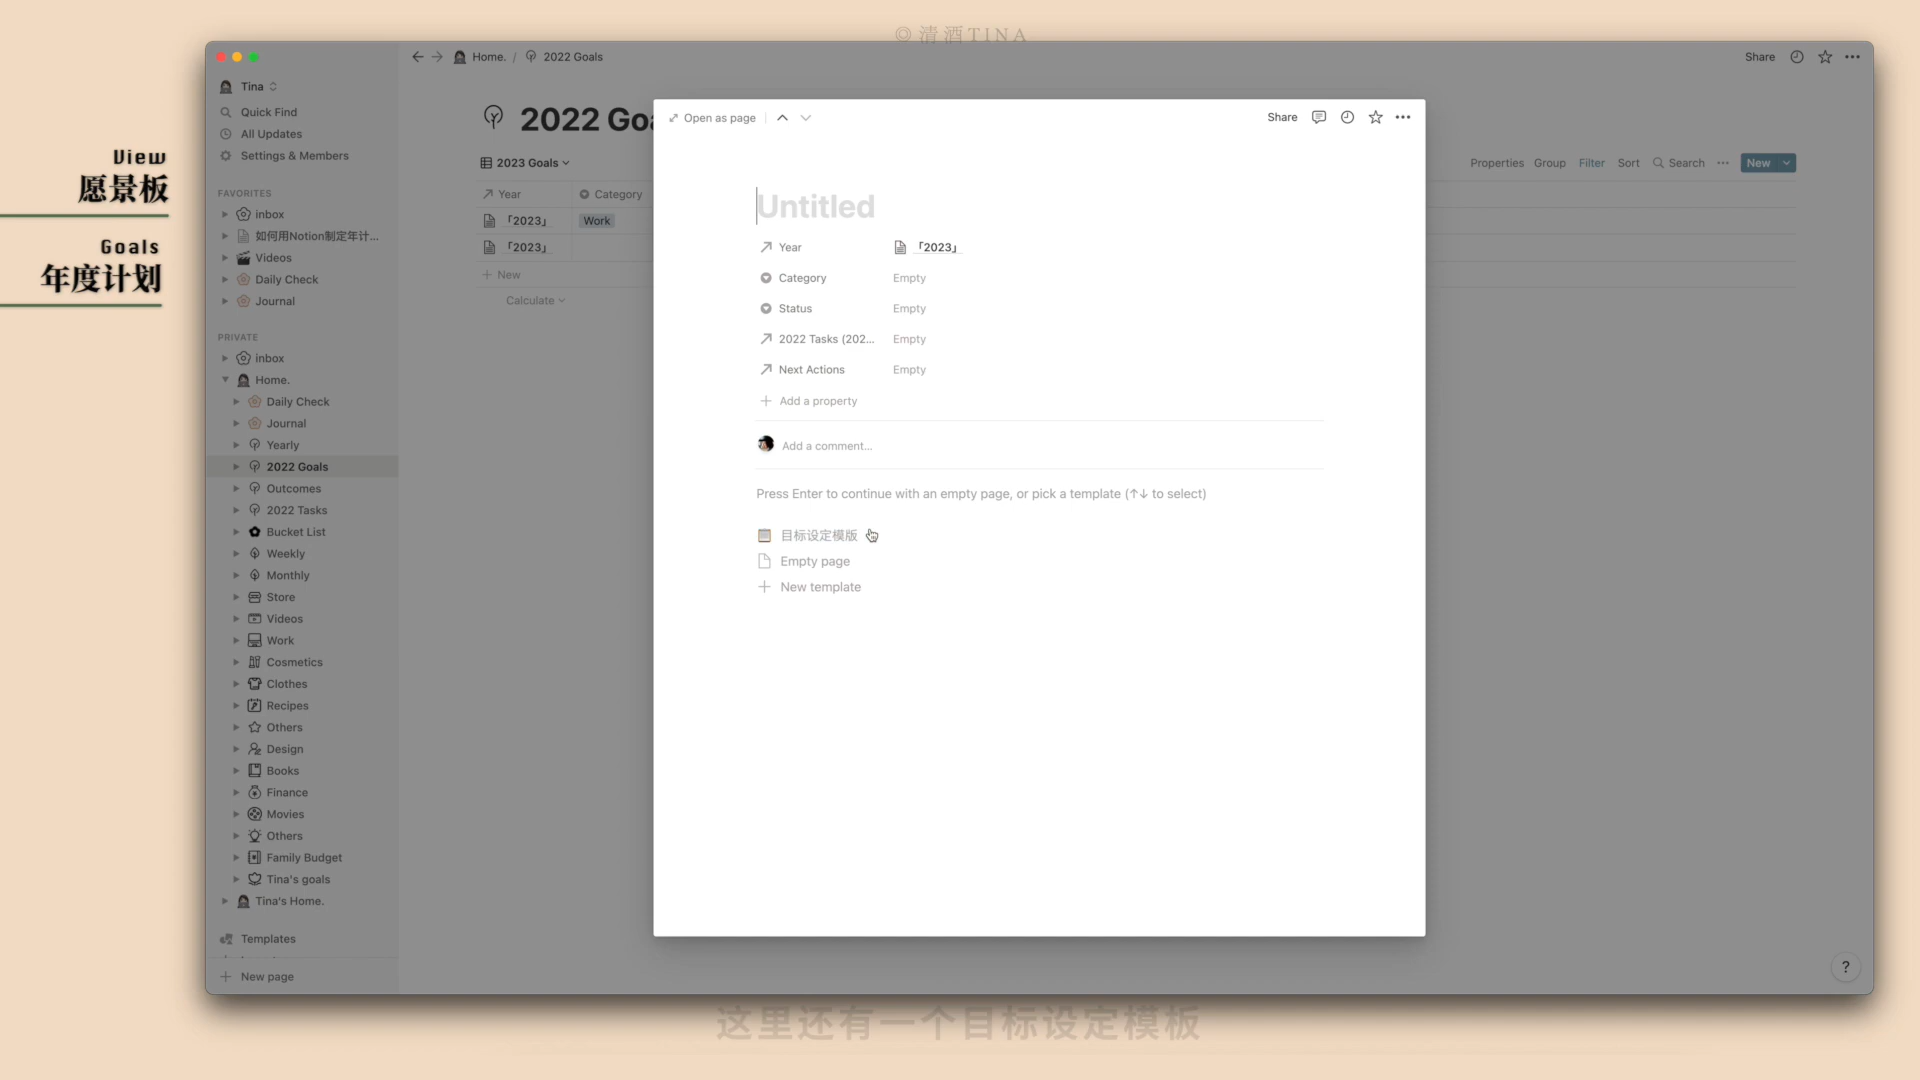 ◎清酒TINA
View
愿景板
Goals
年度计划
Tina
Quick Find
All Updates
Settings & Members
FAVORITES
inbox
如何用Notion制定年计...
Videos
Daily Check
Journal
PRIVATE
inbox
Home.
Daily Check
Journal
Yearly
2022 Goals
Outcomes
2022 Tasks
Bucket List
Weekly
Monthly
Store
Videos
Work
Cosmetics
Clothes
Recipes
Others
Design
Books
Finance
Movies
Others
Family Budget
Tina's goals
Tina's Home.
Templates
New page
Home. / 2022 Goals
Share
2022 Goa
2023 Goals
Properties Group Filter Sort Search New
Year Category
「2023」 Work
「2023」
New
Calculate
Open as page
Share
Untitled
Year 「2023」
Category Empty
Status Empty
2022 Tasks (202... Empty
Next Actions Empty
Add a property
Add a comment...
Press Enter to continue with an empty page, or pick a template (↑↓ to select)
目标设定模版
Empty page
New template
?
这里还有一个目标设定模板